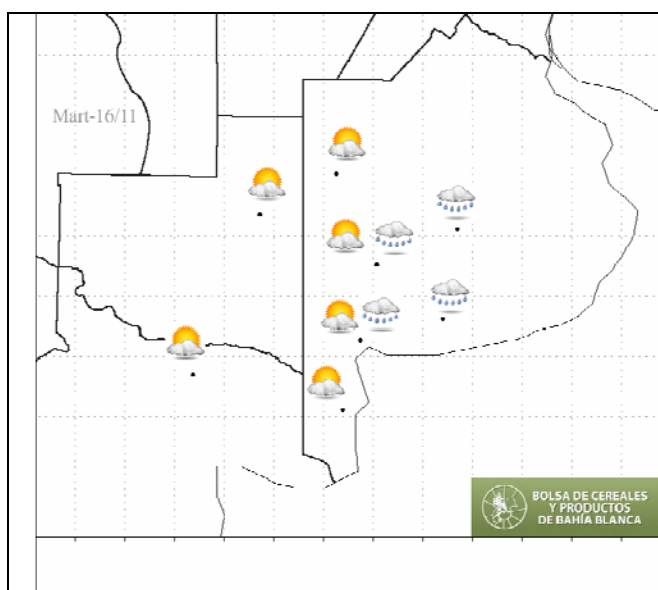 Mart-16/11
BOLSA DE CEREALES
Y PRODUCTOS
DE BAHÍA BLANCA